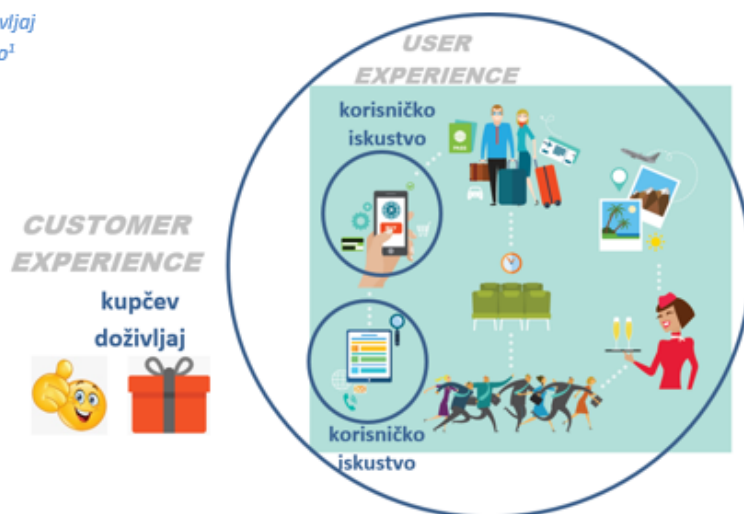 USER
EXPERIENCE
korisničko
iskustvo
CUSTOMER
EXPERIENCE
kupčev
doživljaj
korisničko
iskustvo